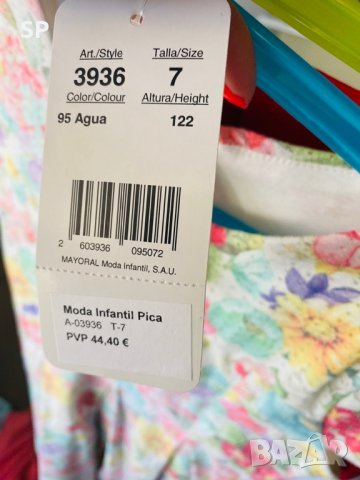 SP
Art./Style Talla/Size
3936 7
Color/Colour Altura/Height
95 Agua 122
2 603936 095072
MAYORAL Moda Infantil, S.A.U.
Moda Infantil Pica
A-03936 T-7
PVP 44,40 €
BAZAR